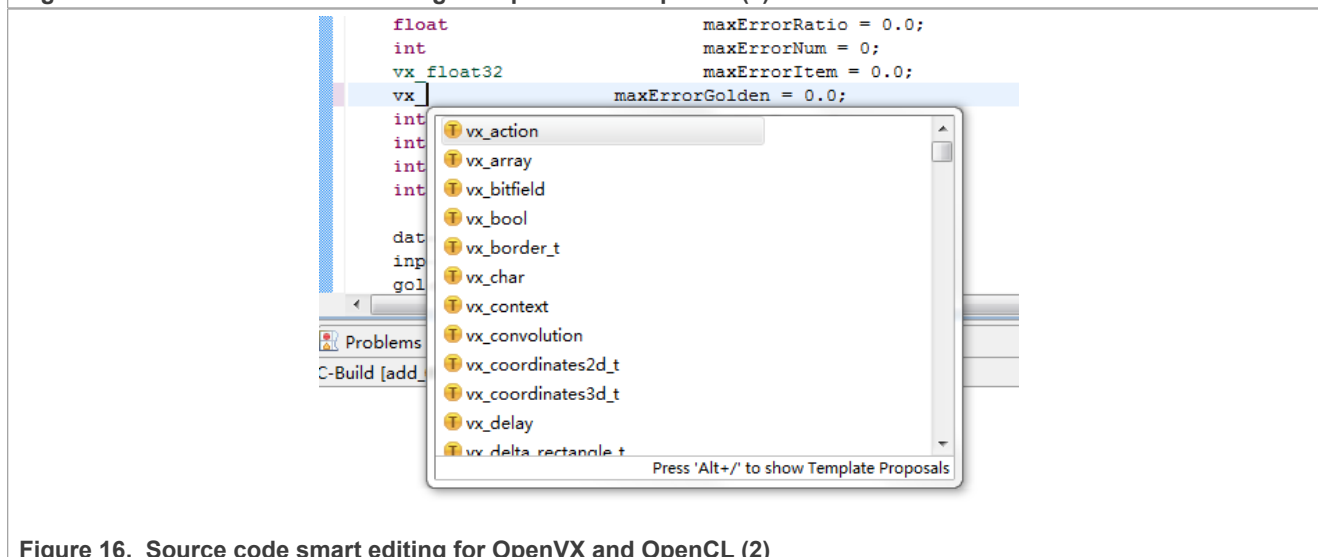 float maxErrorRatio = 0.0;
int maxErrorNum = 0;
vx_float32 maxErrorItem = 0.0;
vx_ maxErrorGolden = 0.0;
int
int
int
int
dat
inp
gol
vx_action
vx_array
vx_bitfield
vx_bool
vx_border_t
vx_char
vx_context
vx_convolution
vx_coordinates2d_t
vx_coordinates3d_t
vx_delay
vx_delta_rectangle_t
Press 'Alt+/' to show Template Proposals
Problems
C-Build [add_
Figure 16. Source code smart editing for OpenVX and OpenCL (2)